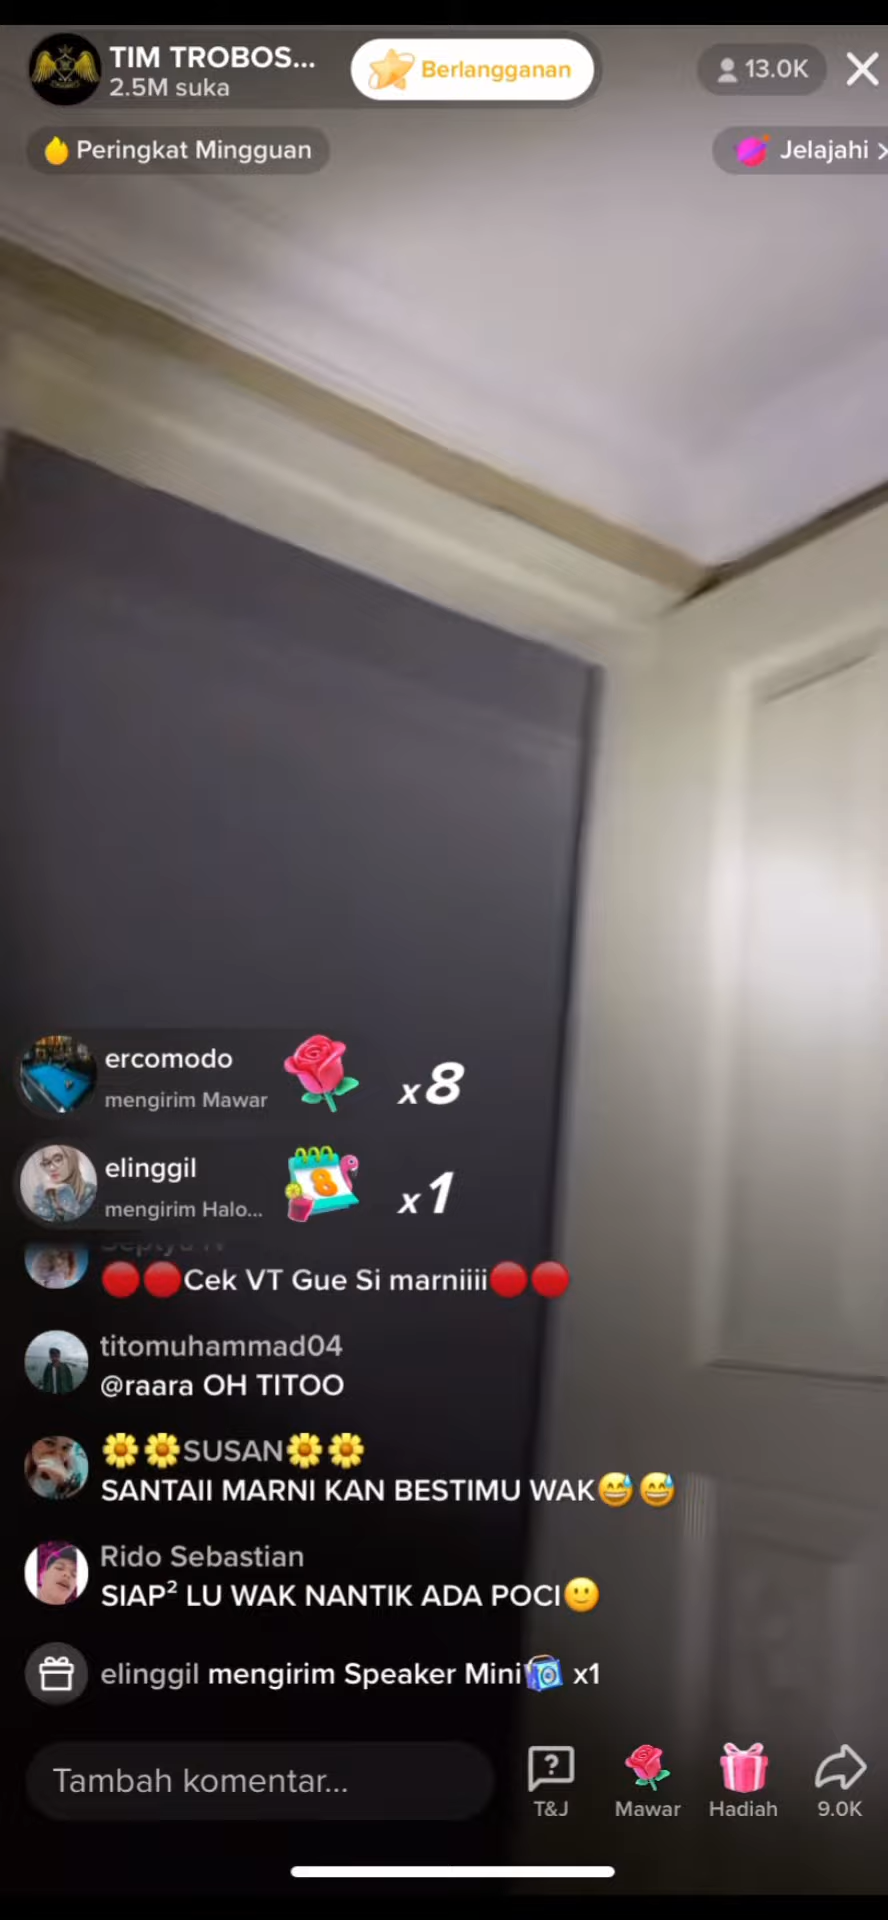 TIM TROBOS...
2.5M suka
Berlangganan
13.0K
Peringkat Mingguan
Jelajahi >
ercomodo
mengirim Mawar
x8
elinggil
mengirim Halo...
8
x1
🔴🔴Cek VT Gue Si marniiii🔴🔴
titomuhammad04
@raara OH TITOO
🌼🌼SUSAN🌼🌼
SANTAII MARNI KAN BESTIMU WAK😅😅
Rido Sebastian
SIAP² LU WAK NANTIK ADA POCI🙂
elinggil mengirim Speaker Mini x1
Tambah komentar...
T&J
Mawar
Hadiah
9.0K